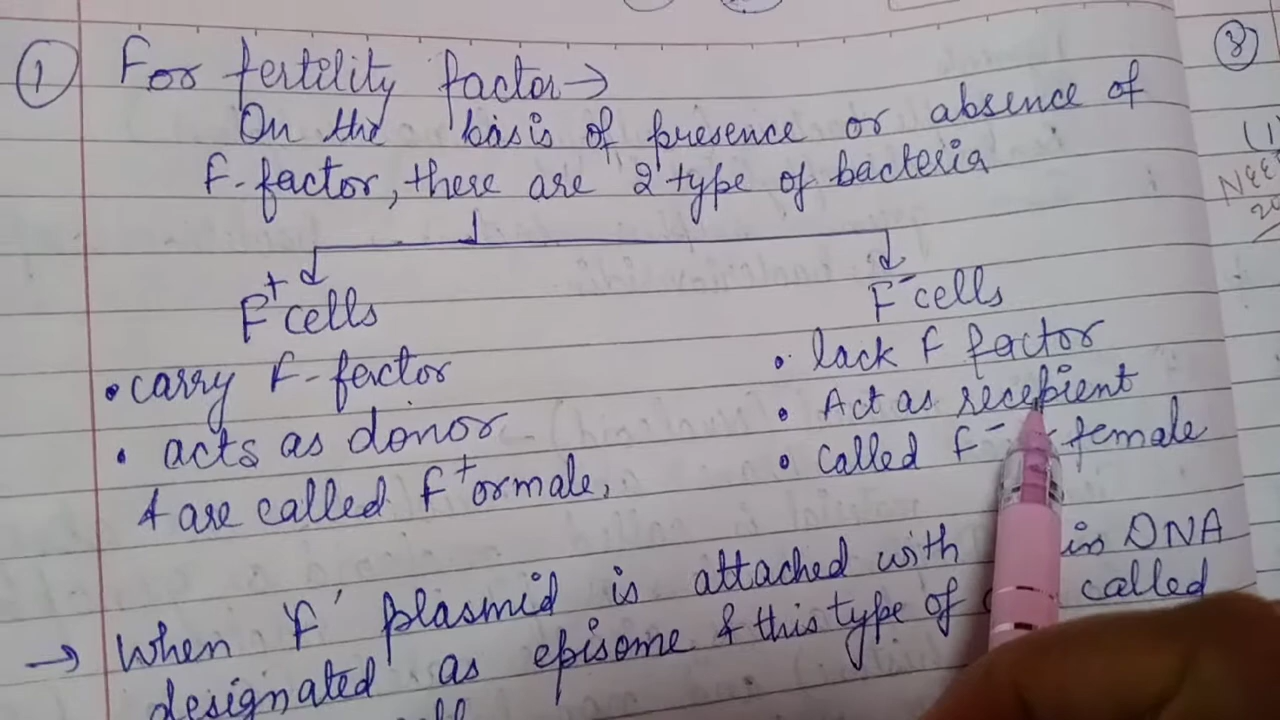 ① For fertility factor→
On the basis of presence or absence of
F-factor, there are 2 type of bacteria
F⁺ cells
• carry F-factor
• acts as donor
& are called F⁺ or male,
F⁻ cells
• lack F factor
• Act as recepient
• called F⁻ female
→ When F' plasmid is attached with in DNA
designated as episome & this type of called
⑧
(1)